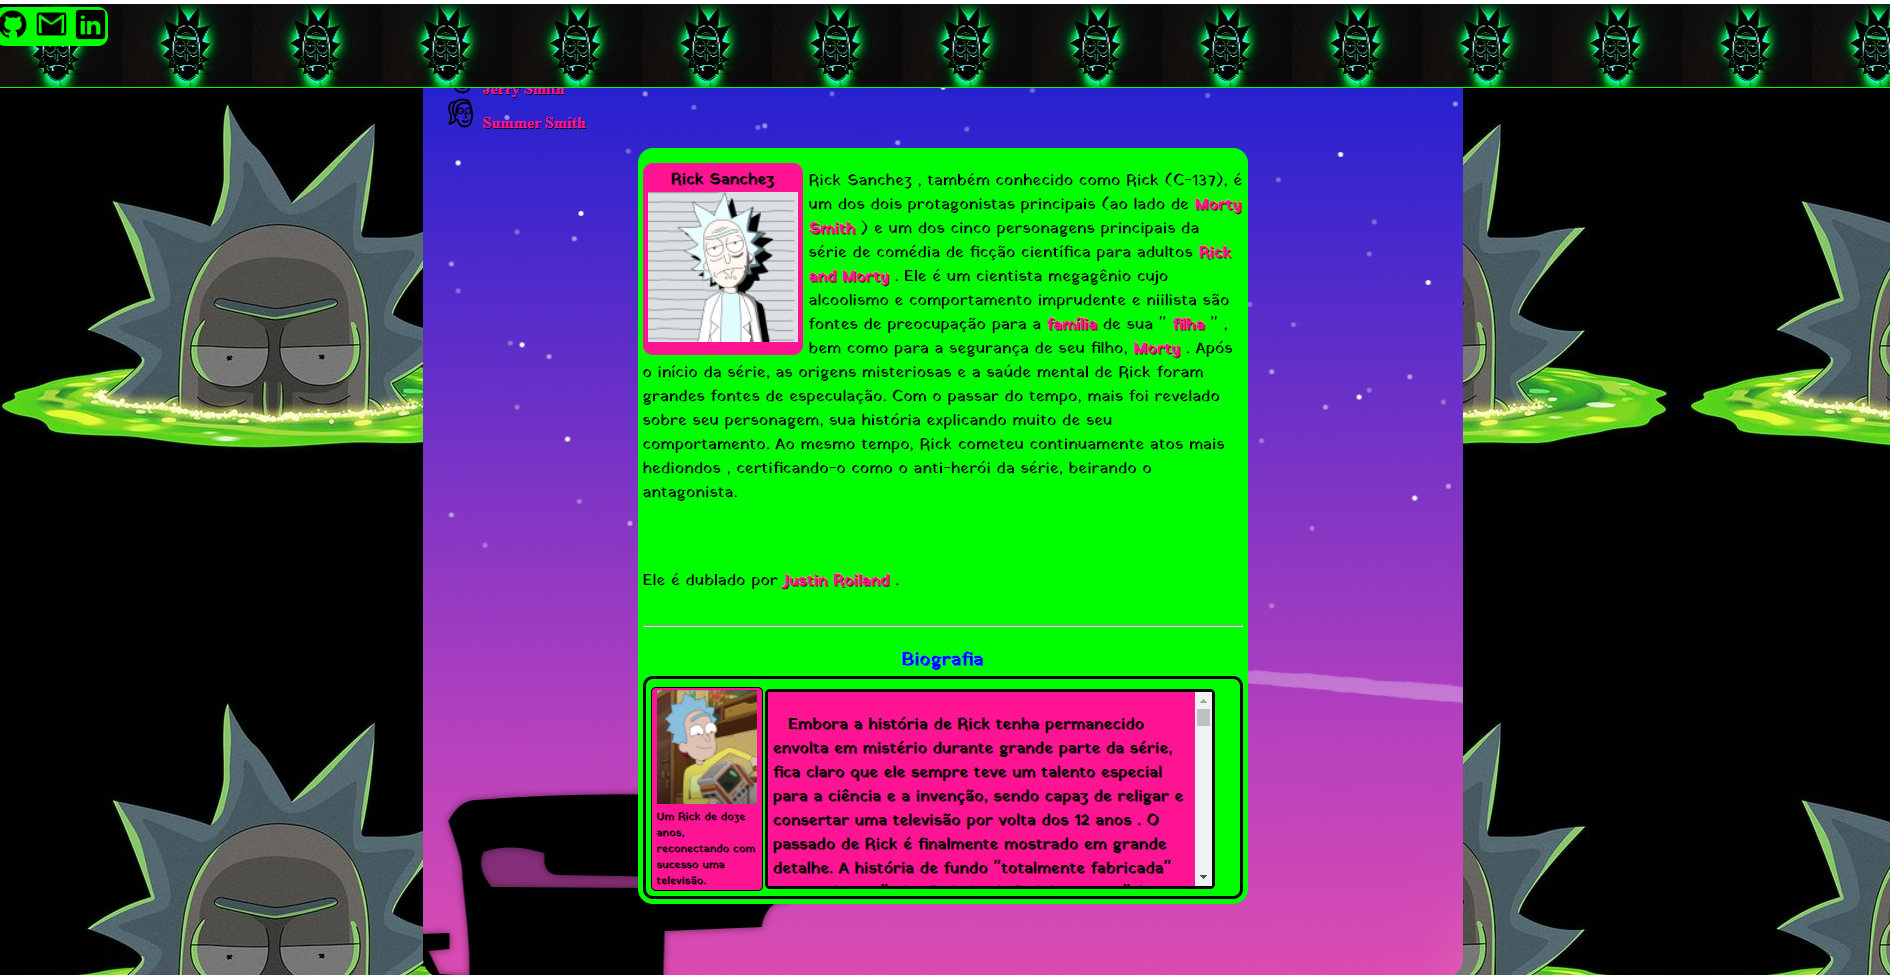 Jerry Smith
Summer Smith
Rick Sanchez
Rick Sanchez , também conhecido como Rick (C-137), é
um dos dois protagonistas principais (ao lado de Morty
Smith ) e um dos cinco personagens principais da
série de comédia de ficção científica para adultos Rick
and Morty . Ele é um cientista megagênio cujo
alcoolismo e comportamento imprudente e niilista são
fontes de preocupação para a família de sua " filha " ,
bem como para a segurança de seu filho, Morty . Após
o início da série, as origens misteriosas e a saúde mental de Rick foram
grandes fontes de especulação. Com o passar do tempo, mais foi revelado
sobre seu personagem, sua história explicando muito de seu
comportamento. Ao mesmo tempo, Rick cometeu continuamente atos mais
hediondos , certificando-o como o anti-herói da série, beirando o
antagonista.
Ele é dublado por Justin Roiland .
Biografia
Um Rick de doze
anos,
reconectando com
sucesso uma
televisão.
Embora a história de Rick tenha permanecido
envolta em mistério durante grande parte da série,
fica claro que ele sempre teve um talento especial
para a ciência e a invenção, sendo capaz de religar e
consertar uma televisão por volta dos 12 anos . O
passado de Rick é finalmente mostrado em grande
detalhe. A história de fundo "totalmente fabricada"